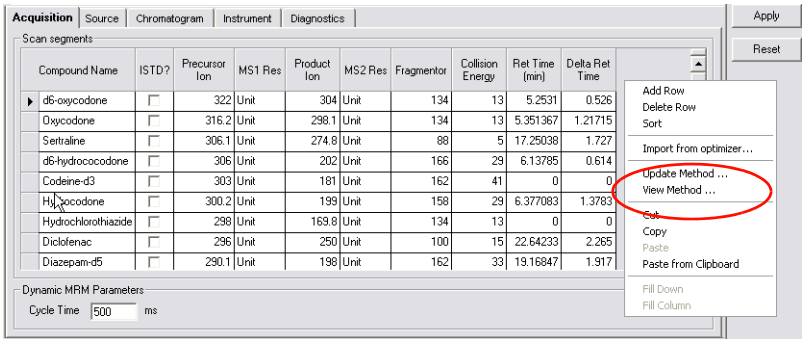 Acquisition Source Chromatogram Instrument Diagnostics Apply
Scan segments
Reset
Compound Name ISTD? Precursor Ion MS1 Res Product Ion MS2 Res Fragmentor Collision Energy Ret Time (min) Delta Ret Time
d6-oxycodone 322 Unit 304 Unit 134 13 5.2531 0.526
Oxycodone 316.2 Unit 298.1 Unit 134 13 5.351367 1.21715
Sertraline 306.1 Unit 274.8 Unit 88 5 17.25038 1.727
d6-hydrococodone 306 Unit 202 Unit 166 29 6.13785 0.614
Codeine-d3 303 Unit 181 Unit 162 41 0 0
Hydrocodone 300.2 Unit 199 Unit 158 29 6.377083 1.3783
Hydrochlorothiazide 298 Unit 169.8 Unit 134 13 0 0
Diclofenac 296 Unit 250 Unit 100 15 22.64233 2.265
Diazepam-d5 290.1 Unit 198 Unit 162 33 19.16847 1.917
Add Row
Delete Row
Sort
Import from optimizer...
Update Method ...
View Method ...
Cut
Copy
Paste
Paste from Clipboard
Fill Down
Fill Column
Dynamic MRM Parameters
Cycle Time 500 ms